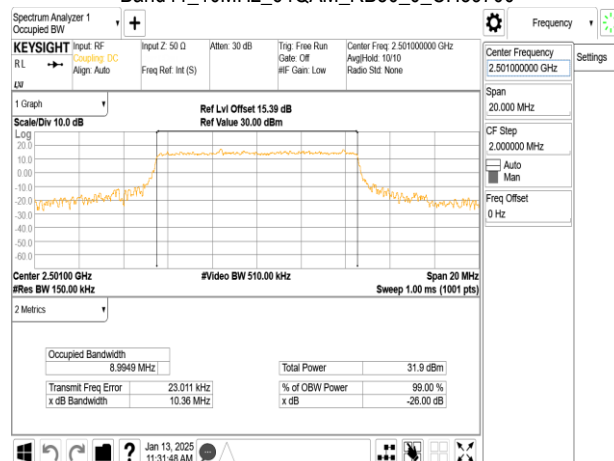 Spectrum Analyzer 1
Occupied BW
Frequency
KEYSIGHT
Input: RF
Coupling: DC
Align: Auto
Input Z: 50 Ω
Freq Ref: Int (S)
Atten: 30 dB
Trig: Free Run
Gate: Off
#IF Gain: Low
Center Freq: 2.501000000 GHz
Avg|Hold: 10/10
Radio Std: None
RL
LXI
Center Frequency
2.501000000 GHz
Settings
Span
20.000 MHz
CF Step
2.000000 MHz
Auto
Man
Freq Offset
0 Hz
1 Graph
Scale/Div 10.0 dB
Ref Lvl Offset 15.39 dB
Ref Value 30.00 dBm
Log
20.0
10.0
0.00
-10.0
-20.0
-30.0
-40.0
-50.0
-60.0
Center 2.50100 GHz
#Video BW 510.00 kHz
Span 20 MHz
#Res BW 150.00 kHz
Sweep 1.00 ms (1001 pts)
2 Metrics
Occupied Bandwidth
8.9949 MHz
Total Power 31.9 dBm
Transmit Freq Error 23.011 kHz
% of OBW Power 99.00 %
x dB Bandwidth 10.36 MHz
x dB -26.00 dB
?
Jan 13, 2025
11:31:48 AM